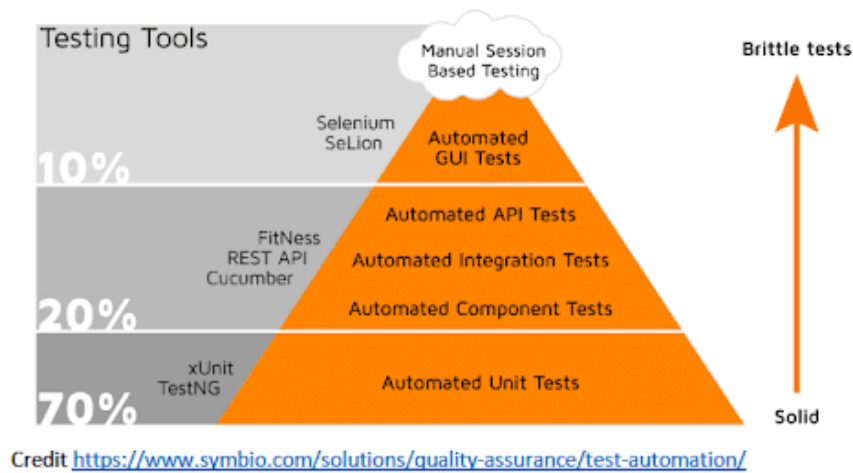 Testing Tools
Manual Session
Based Testing
Brittle tests
Selenium
SeLion
Automated
GUI Tests
10%
Automated API Tests
FitNess
REST API
Cucumber
Automated Integration Tests
Automated Component Tests
20%
xUnit
TestNG
Automated Unit Tests
70%
Solid
Credit https://www.symbio.com/solutions/quality-assurance/test-automation/